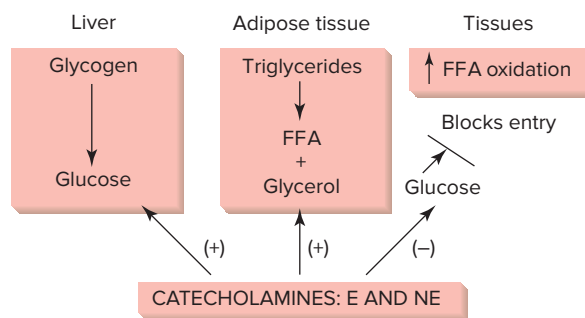 Liver
Adipose tissue
Tissues
Glycogen
Glucose
Triglycerides
FFA
+
Glycerol
↑ FFA oxidation
Blocks entry
Glucose
(+)
(+)
(–)
CATECHOLAMINES: E AND NE